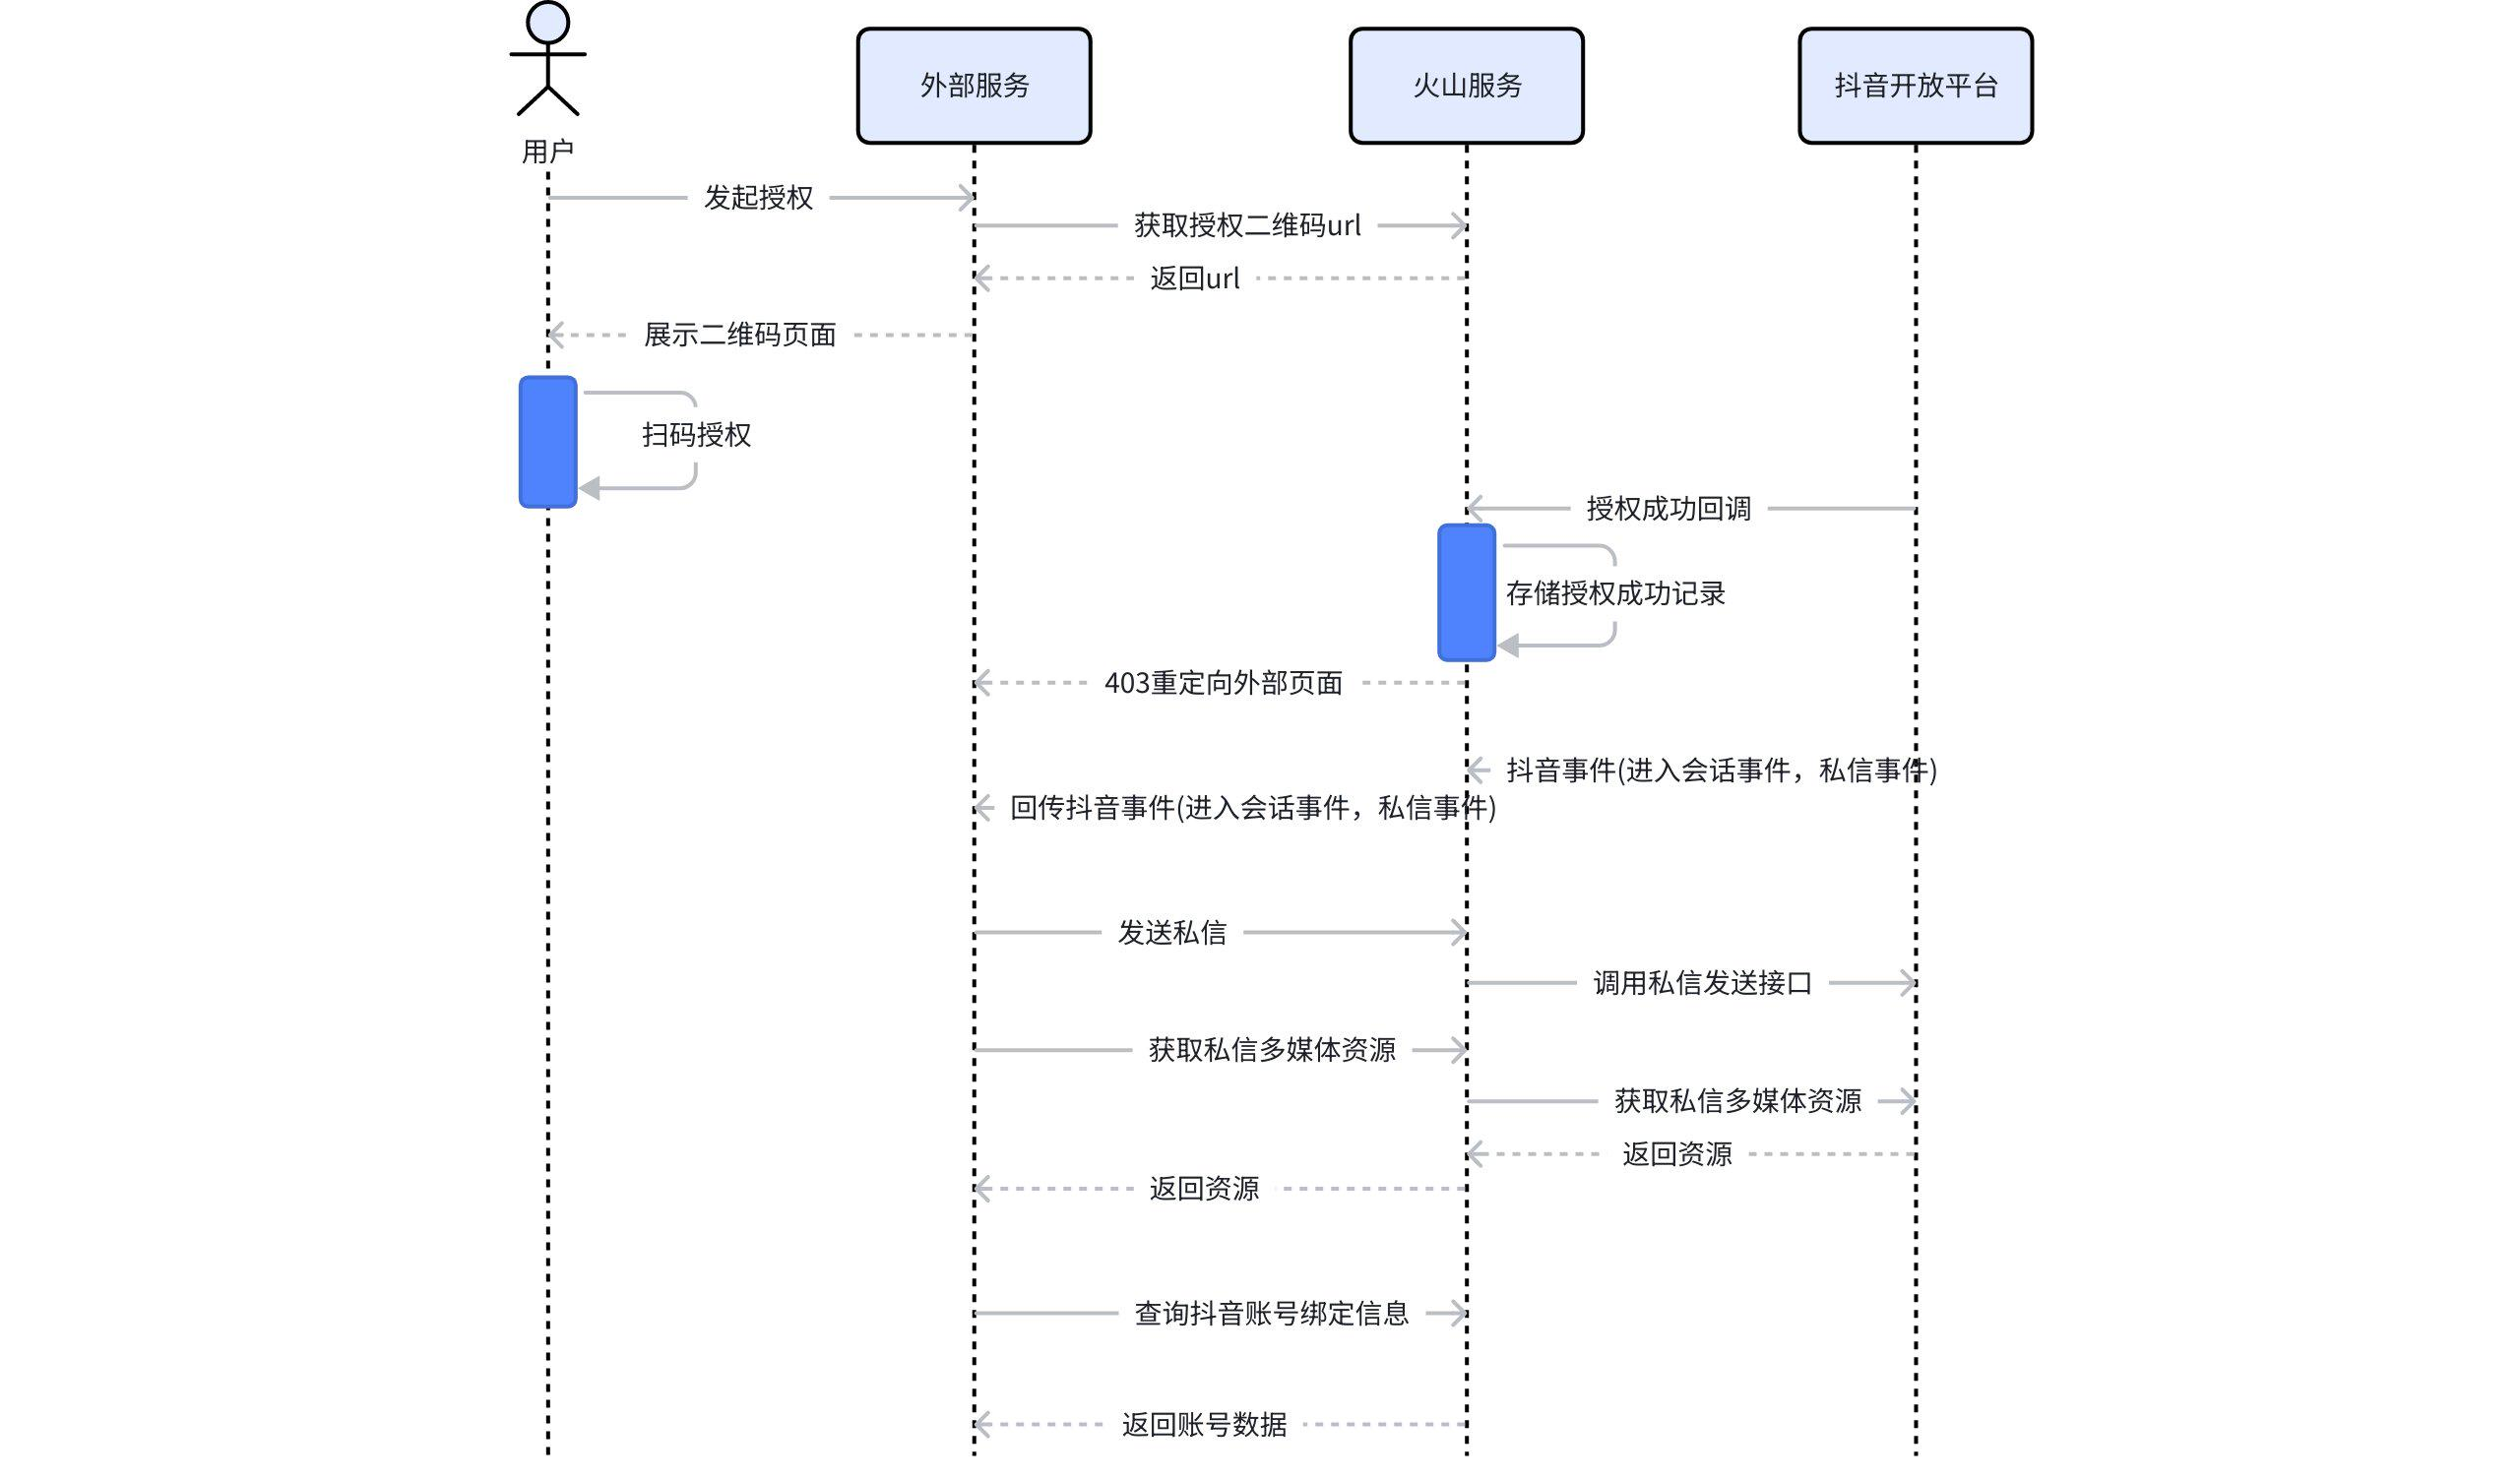 用户
外部服务
火山服务
抖音开放平台
发起授权
获取授权二维码url
返回url
展示二维码页面
扫码授权
授权成功回调
存储授权成功记录
403重定向外部页面
抖音事件(进入会话事件，私信事件)
回传抖音事件(进入会话事件，私信事件)
发送私信
调用私信发送接口
获取私信多媒体资源
获取私信多媒体资源
返回资源
返回资源
查询抖音账号绑定信息
返回账号数据